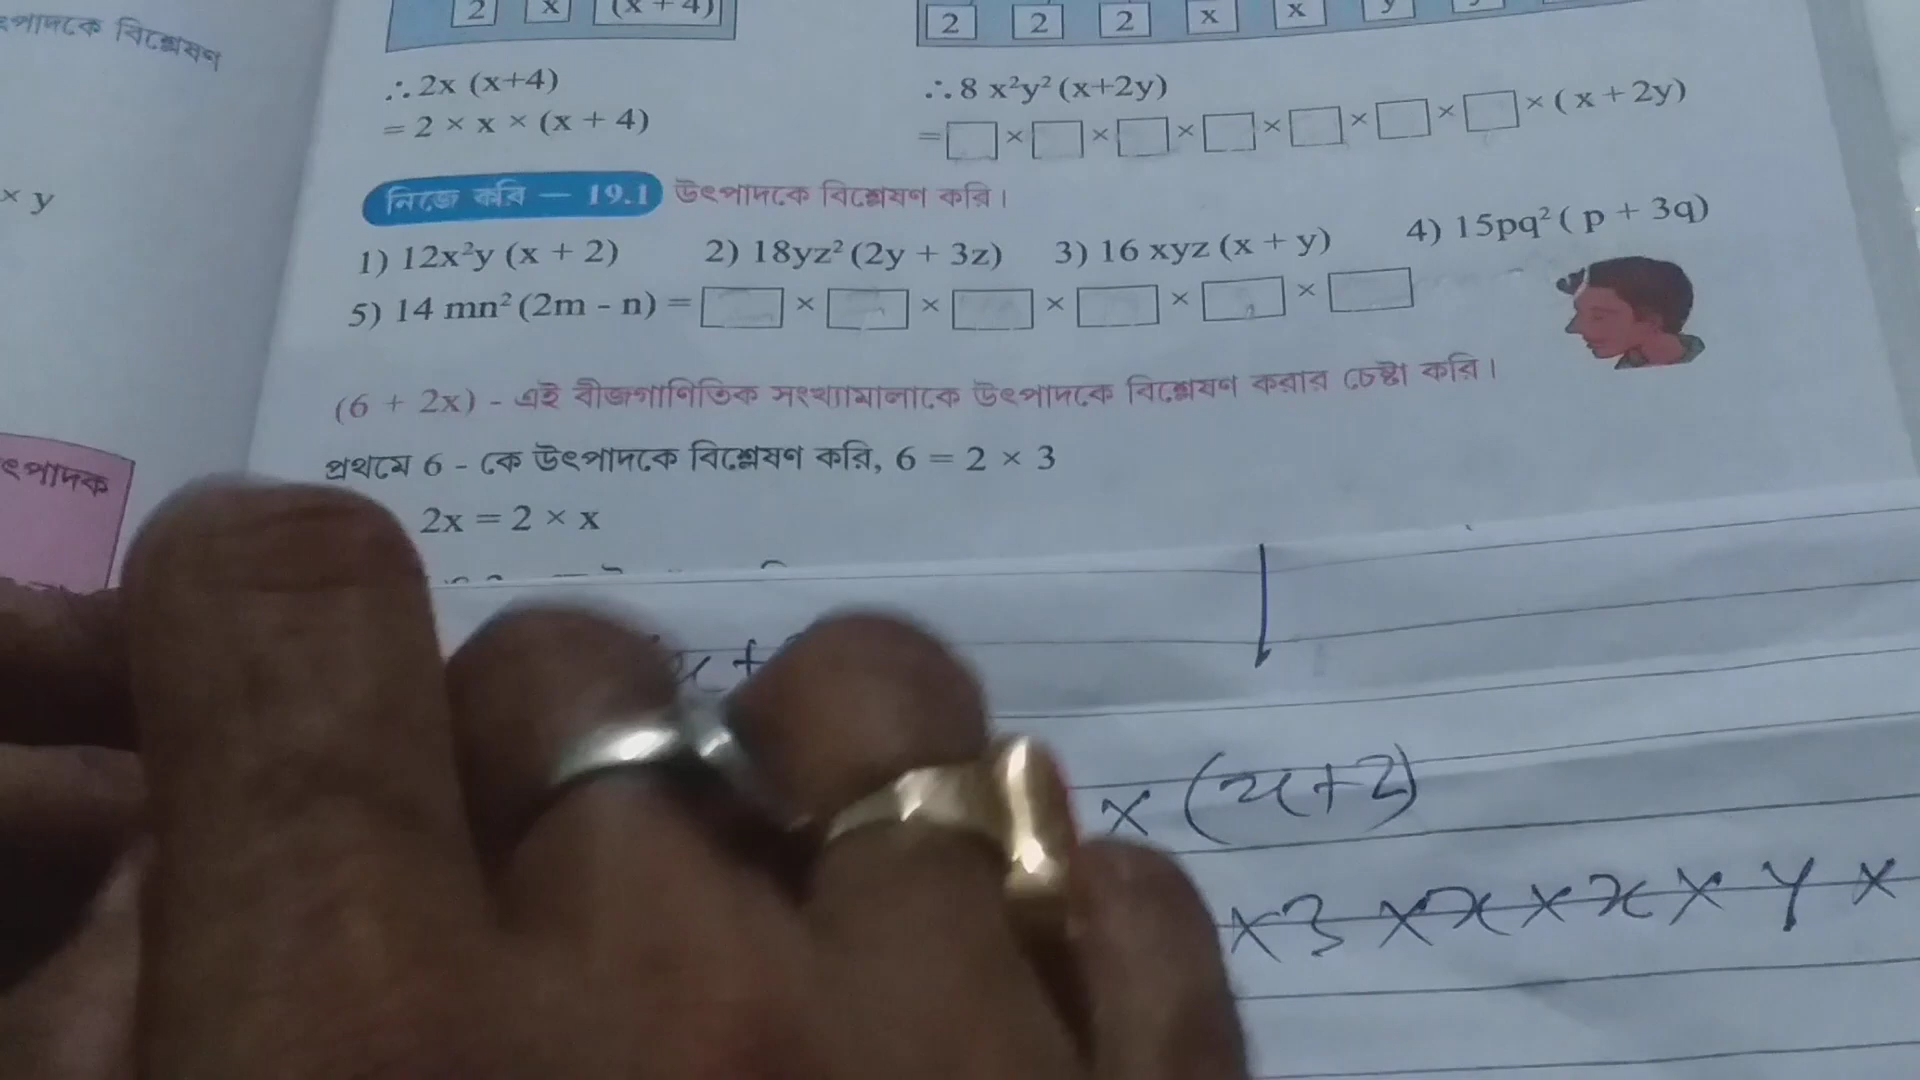 ৎপাদকে বিশ্লেষণ
× y
ৎপাদক
2 x (x + 4)
2 2 2 x x y
∴ 2x (x+4)
= 2 × x × (x + 4)
∴ 8 x²y² (x+2y)
= □ × □ × □ × □ × □ × □ × □ × (x + 2y)
নিজে করি — 19.1 উৎপাদকে বিশ্লেষণ করি।
1) 12x²y (x + 2) 2) 18yz² (2y + 3z) 3) 16 xyz (x + y) 4) 15pq² ( p + 3q)
5) 14 mn² (2m - n) = □ × □ × □ × □ × □ × □
(6 + 2x) - এই বীজগাণিতিক সংখ্যামালাকে উৎপাদকে বিশ্লেষণ করার চেষ্টা করি।
প্রথমে 6 - কে উৎপাদকে বিশ্লেষণ করি, 6 = 2 × 3
2x = 2 × x
x +
× (x+2)
×3 × x × x × y ×